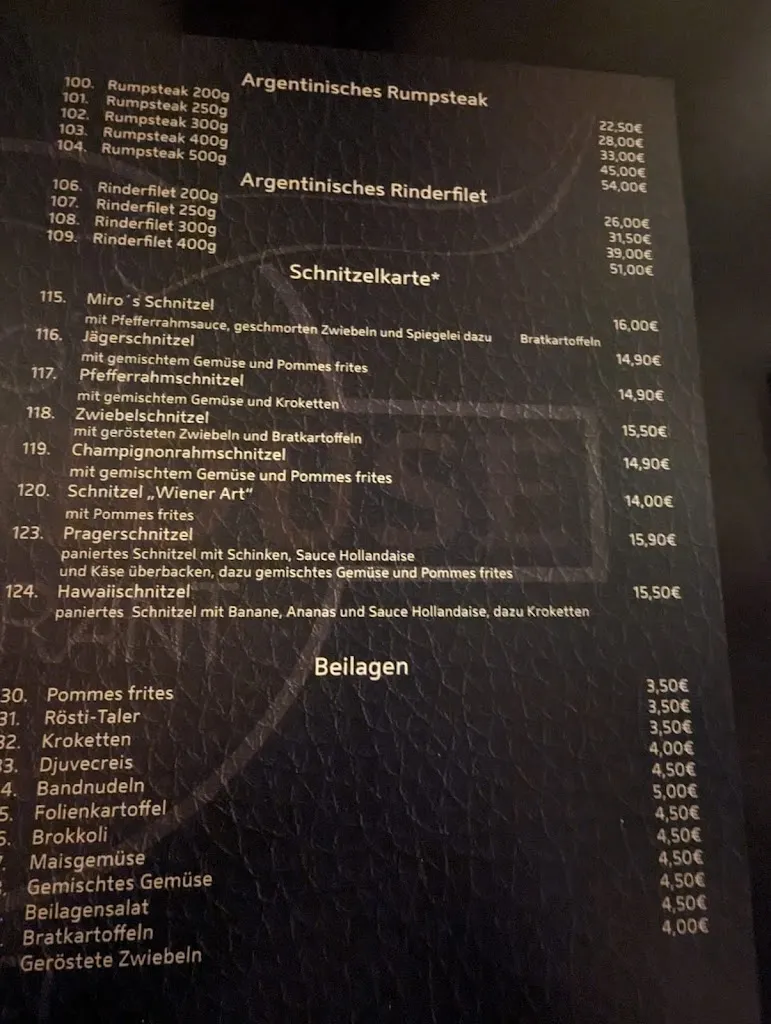 Argentinisches Rumpsteak
100. Rumpsteak 200g 22,50€
101. Rumpsteak 250g 28,00€
102. Rumpsteak 300g 33,00€
103. Rumpsteak 400g 45,00€
104. Rumpsteak 500g 54,00€
Argentinisches Rinderfilet
106. Rinderfilet 200g 26,00€
107. Rinderfilet 250g 31,50€
108. Rinderfilet 300g 39,00€
109. Rinderfilet 400g 51,00€
Schnitzelkarte*
115. Miro´s Schnitzel 16,00€
mit Pfefferrahmsauce, geschmorten Zwiebeln und Spiegelei dazu Bratkartoffeln
116. Jägerschnitzel 14,90€
mit gemischtem Gemüse und Pommes frites
117. Pfefferrahmschnitzel 14,90€
mit gemischtem Gemüse und Kroketten
118. Zwiebelschnitzel 15,50€
mit gerösteten Zwiebeln und Bratkartoffeln
119. Champignonrahmschnitzel 14,90€
mit gemischtem Gemüse und Pommes frites
120. Schnitzel „Wiener Art“ 14,00€
mit Pommes frites
123. Pragerschnitzel 15,90€
paniertes Schnitzel mit Schinken, Sauce Hollandaise
und Käse überbacken, dazu gemischtes Gemüse und Pommes frites
124. Hawaiischnitzel 15,50€
paniertes Schnitzel mit Banane, Ananas und Sauce Hollandaise, dazu Kroketten
Beilagen
30. Pommes frites 3,50€
31. Rösti-Taler 3,50€
32. Kroketten 3,50€
33. Djuvecreis 4,00€
4. Bandnudeln 4,50€
5. Folienkartoffel 5,00€
Brokkoli 4,50€
Maisgemüse 4,50€
Gemischtes Gemüse 4,50€
Beilagensalat 4,50€
Bratkartoffeln 4,50€
Geröstete Zwiebeln 4,00€